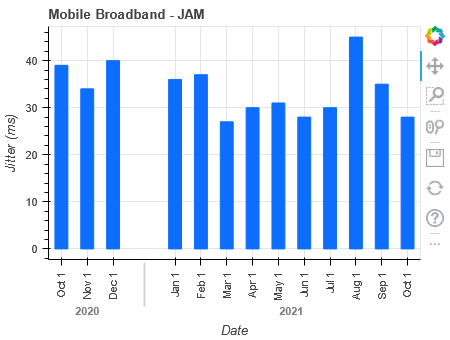 Mobile Broadband - JAM
Jitter (ms)
40
30
20
10
0
Oct 1
Nov 1
Dec 1
Jan 1
Feb 1
Mar 1
Apr 1
May 1
Jun 1
Jul 1
Aug 1
Sep 1
Oct 1
2020
2021
Date